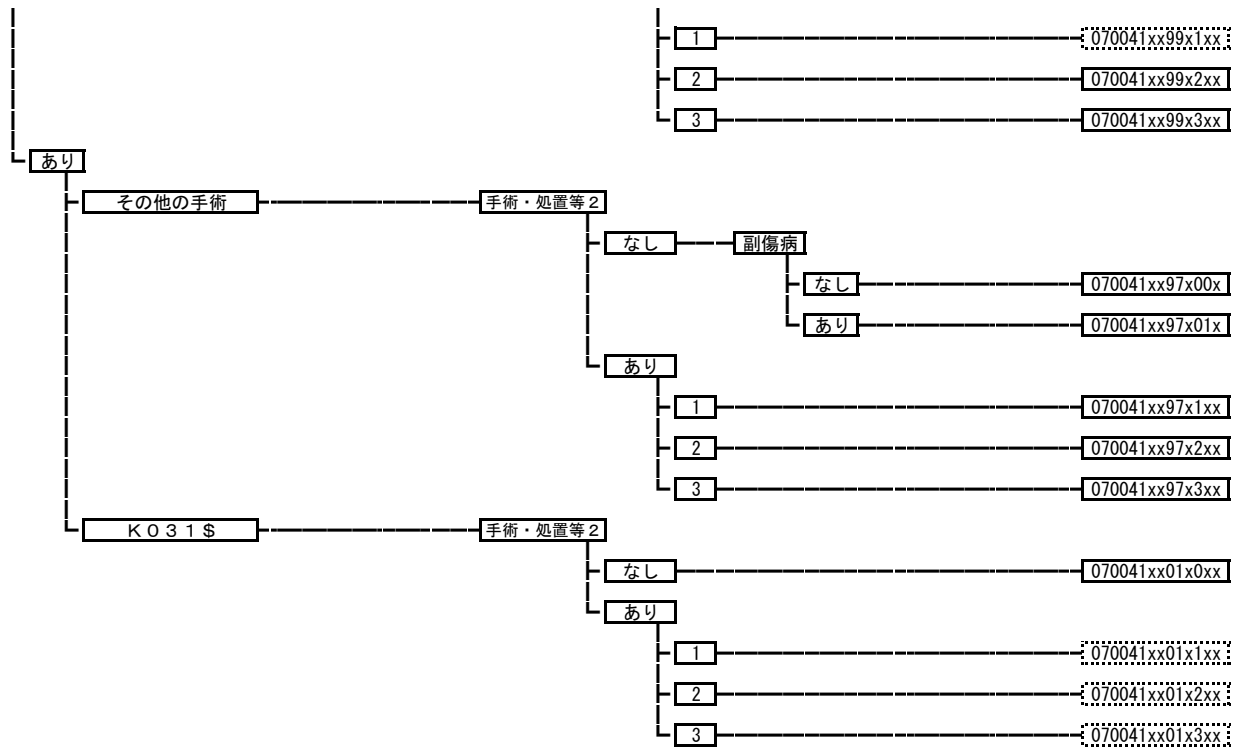 1 070041xx99x1xx
2 070041xx99x2xx
3 070041xx99x3xx
あり
その他の手術 手術・処置等２
なし 副傷病
なし 070041xx97x00x
あり 070041xx97x01x
あり
1 070041xx97x1xx
2 070041xx97x2xx
3 070041xx97x3xx
Ｋ０３１＄ 手術・処置等２
なし 070041xx01x0xx
あり
1 070041xx01x1xx
2 070041xx01x2xx
3 070041xx01x3xx